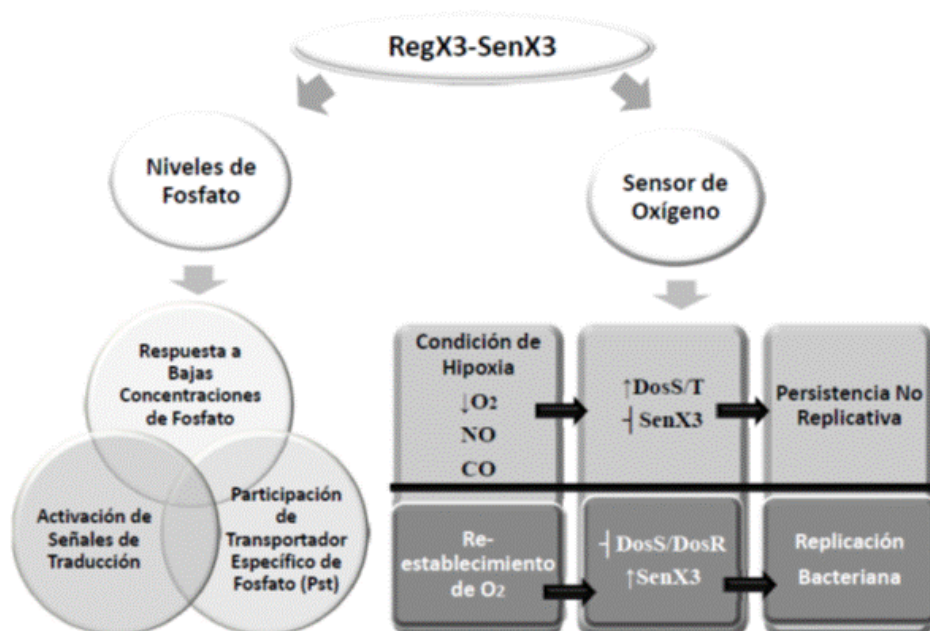 RegX3-SenX3
Niveles de
Fosfato
Sensor de
Oxígeno
Respuesta a
Bajas
Concentraciones
de Fosfato
Activación de
Señales de
Traducción
Participación
de
Transportador
Específico de
Fosfato (Pst)
Condición de
Hipoxia
↓O₂
NO
CO
↑DosS/T
┤SenX3
Persistencia No
Replicativa
Re-
establecimiento
de O₂
┤DosS/DosR
↑SenX3
Replicación
Bacteriana